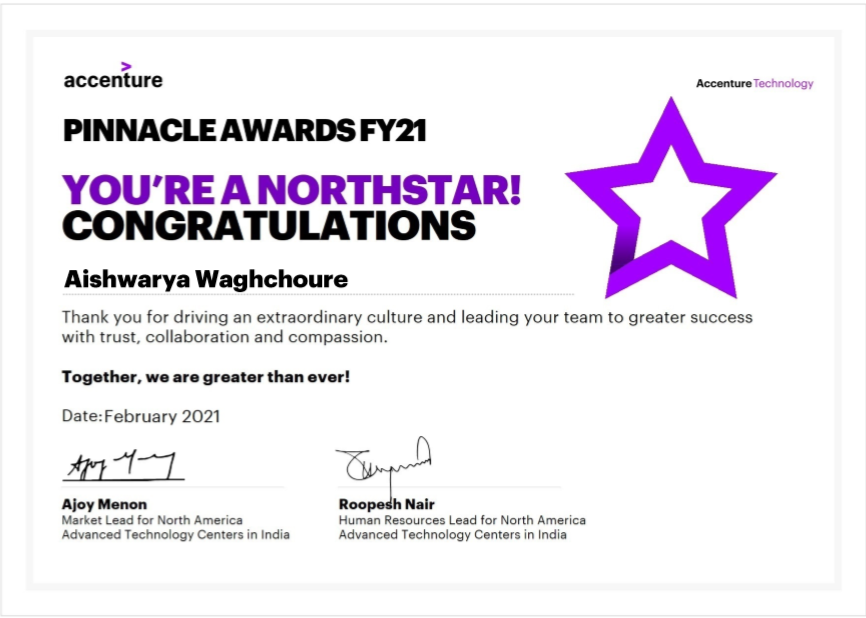 accenture
Accenture Technology
PINNACLE AWARDS FY21
YOU'RE A NORTHSTAR!
CONGRATULATIONS
Aishwarya Waghchoure
Thank you for driving an extraordinary culture and leading your team to greater success
with trust, collaboration and compassion.
Together, we are greater than ever!
Date: February 2021
Ajoy Menon
Market Lead for North America
Advanced Technology Centers in India
Roopesh Nair
Human Resources Lead for North America
Advanced Technology Centers in India